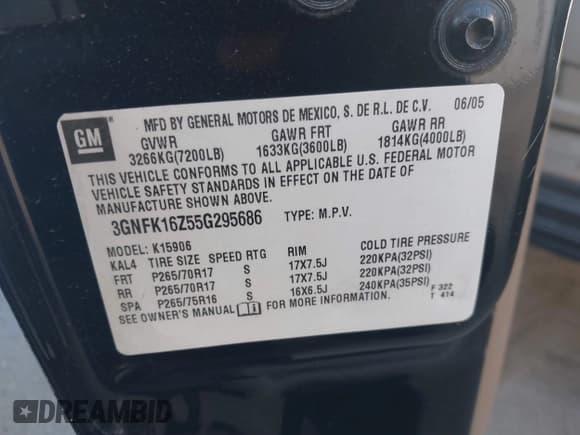 GM
MFD BY GENERAL MOTORS DE MEXICO, S. DE R.L. DE C.V. 06/05
GVWR GAWR FRT GAWR RR
3266KG(7200LB) 1633KG(3600LB) 1814KG(4000LB)
THIS VEHICLE CONFORMS TO ALL APPLICABLE U.S. FEDERAL MOTOR
VEHICLE SAFETY STANDARDS IN EFFECT ON THE DATE OF
MANUFACTURE SHOWN ABOVE.
3GNFK16Z55G295686 TYPE: M.P.V.
MODEL: K15906
KAL4 TIRE SIZE SPEED RTG RIM COLD TIRE PRESSURE
FRT P265/70R17 S 17X7.5J 220KPA(32PSI)
RR P265/70R17 S 17X7.5J 220KPA(32PSI)
SPA P265/75R16 S 16X6.5J 240KPA(35PSI)
SEE OWNER'S MANUAL FOR MORE INFORMATION.
F 322
T 414
DREAMBID